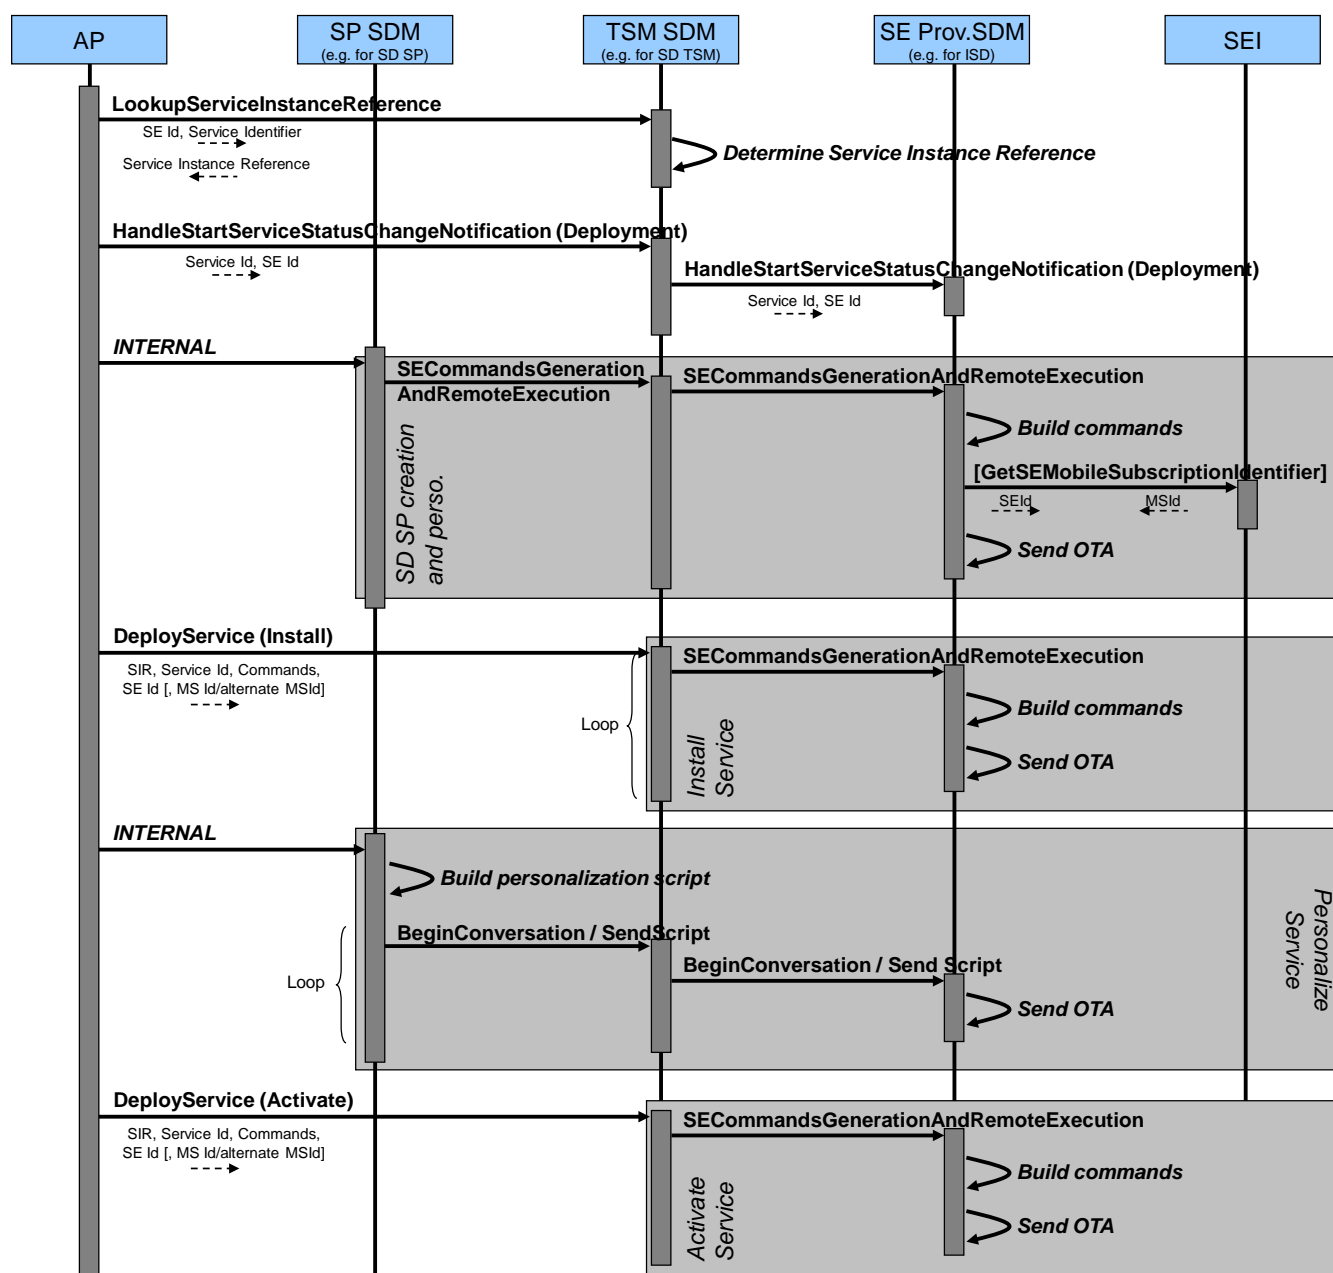 AP
SP SDM
(e.g. for SD SP)
TSM SDM
(e.g. for SD TSM)
SE Prov.SDM
(e.g. for ISD)
SEI
LookupServiceInstanceReference
SE Id, Service Identifier
Service Instance Reference
Determine Service Instance Reference
HandleStartServiceStatusChangeNotification (Deployment)
Service Id, SE Id
HandleStartServiceStatusChangeNotification (Deployment)
Service Id, SE Id
INTERNAL
SECommandsGeneration
AndRemoteExecution
SECommandsGenerationAndRemoteExecution
Build commands
SD SP creation
and perso.
[GetSEMobileSubscriptionIdentifier]
SEId
MSId
Send OTA
DeployService (Install)
SIR, Service Id, Commands,
SE Id [, MS Id/alternate MSId]
SECommandsGenerationAndRemoteExecution
Build commands
Loop
Install
Service
Send OTA
INTERNAL
Build personalization script
Personalize
Service
BeginConversation / SendScript
Loop
BeginConversation / Send Script
Send OTA
DeployService (Activate)
SIR, Service Id, Commands,
SE Id [, MS Id/alternate MSId]
SECommandsGenerationAndRemoteExecution
Build commands
Activate
Service
Send OTA